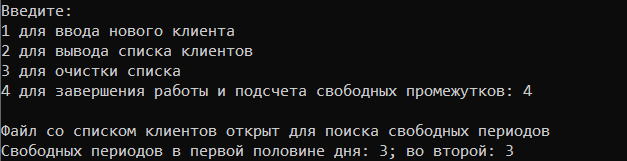 Введите:
1 для ввода нового клиента
2 для вывода списка клиентов
3 для очистки списка
4 для завершения работы и подсчета свободных промежутков: 4
Файл со списком клиентов открыт для поиска свободных периодов
Свободных периодов в первой половине дня: 3; во второй: 3